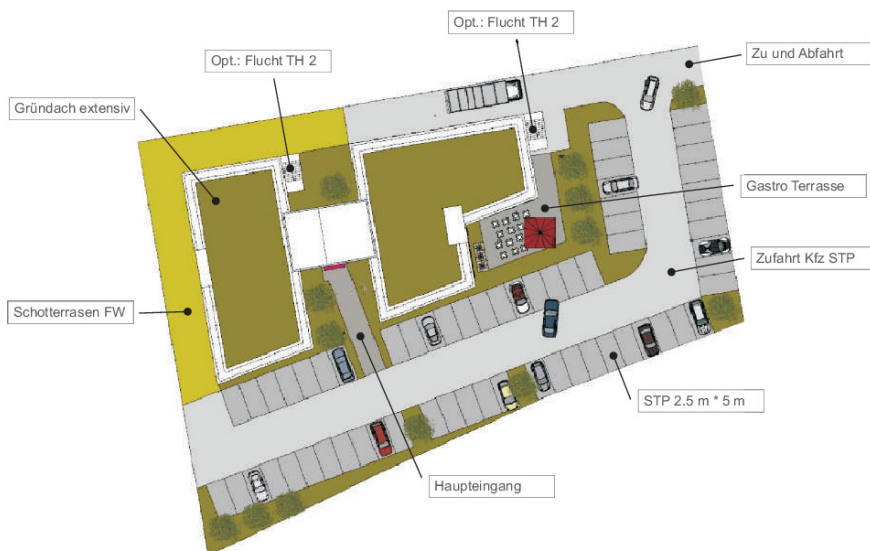 Opt.: Flucht TH 2
Opt.: Flucht TH 2
Zu und Abfahrt
Gründach extensiv
Gastro Terrasse
Zufahrt Kfz STP
Schotterrasen FW
STP 2.5 m * 5 m
Haupteingang